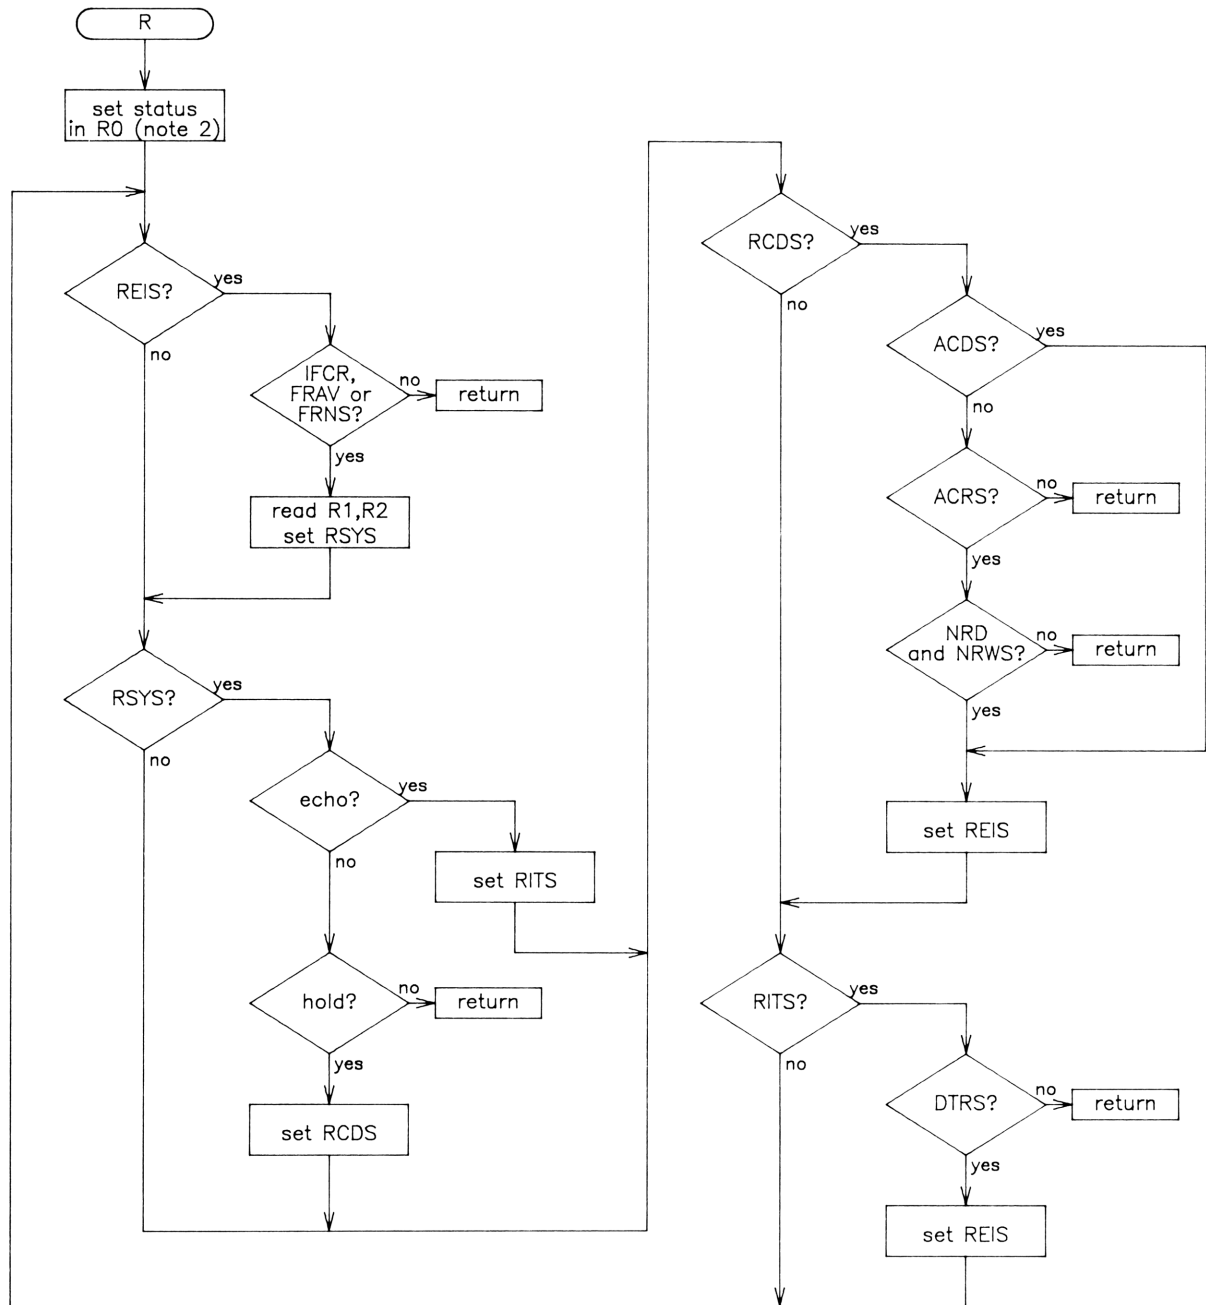 R
set status
in R0 (note 2)
REIS?
yes
no
IFCR,
FRAV or
FRNS?
no
return
yes
read R1,R2
set RSYS
RSYS?
yes
no
echo?
yes
no
set RITS
hold?
no
return
yes
set RCDS
RCDS?
yes
no
ACDS?
yes
no
ACRS?
no
return
yes
NRD
and NRWS?
no
return
yes
set REIS
RITS?
yes
no
DTRS?
no
return
yes
set REIS